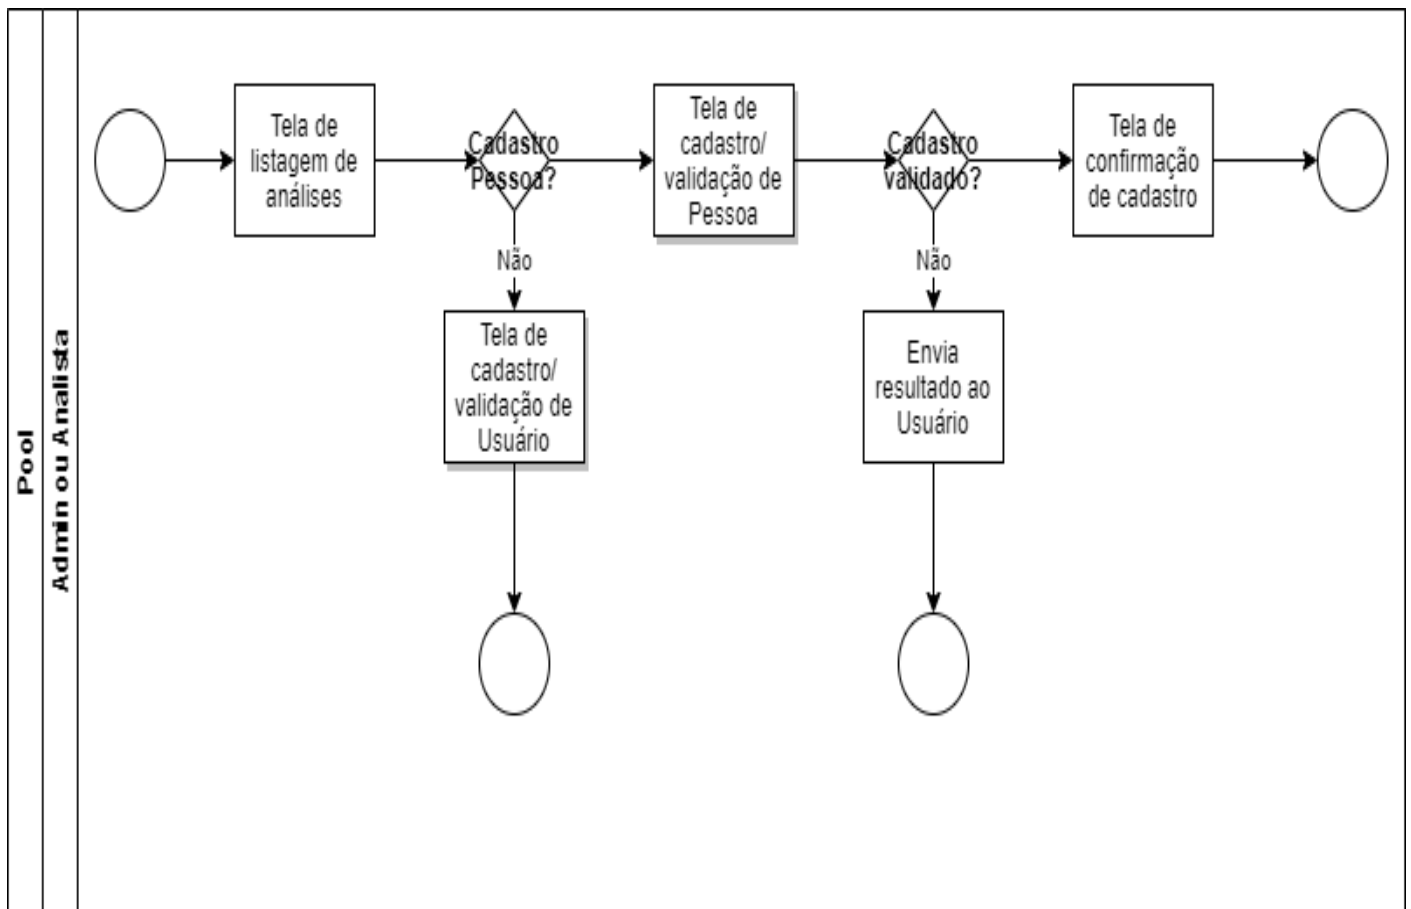 Pool
Admin ou Analista
Tela de
listagem de
análises
Cadastro
Pessoa?
Não
Tela de
cadastro/
validação de
Usuário
Tela de
cadastro/
validação de
Pessoa
Cadastro
validado?
Não
Envia
resultado ao
Usuário
Tela de
confirmação
de cadastro